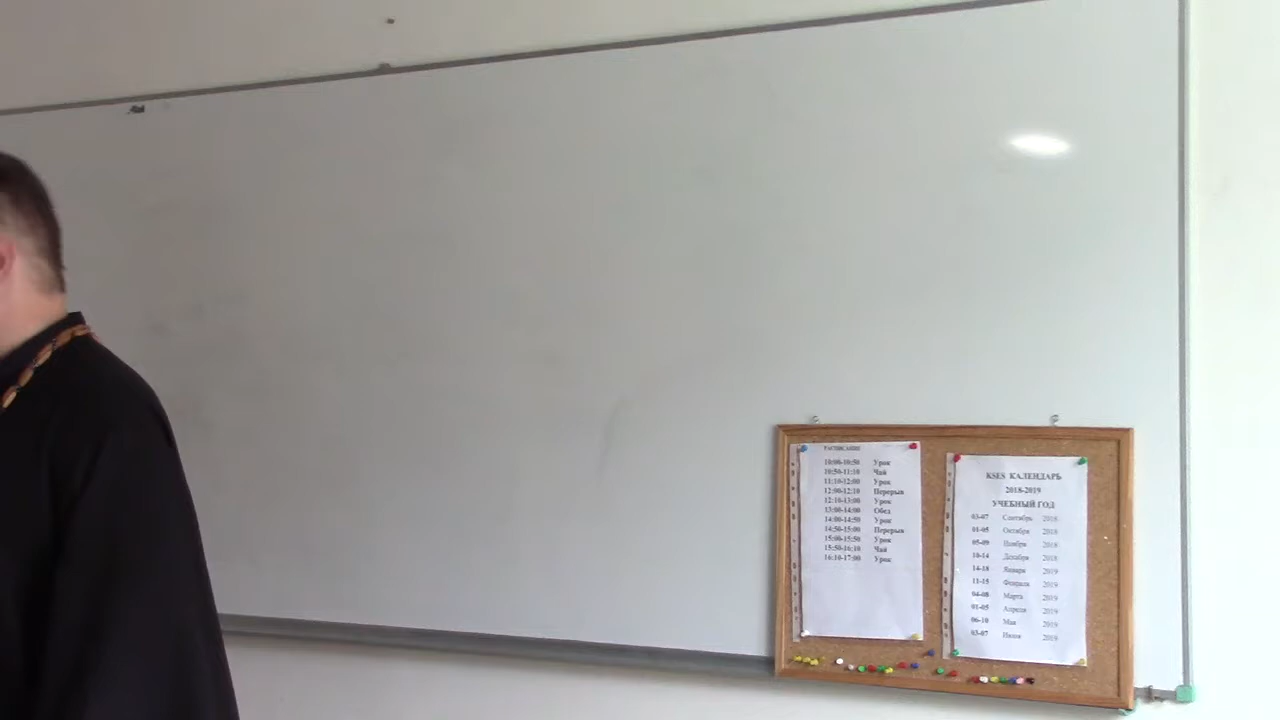 РАСПИСАНИЕ
10:00-10:50 Урок
10:50-11:10 Чай
11:10-12:00 Урок
12:00-12:10 Перерыв
12:10-13:00 Урок
13:00-14:00 Обед
14:00-14:50 Урок
14:50-15:00 Перерыв
15:00-15:50 Урок
15:50-16:10 Чай
16:10-17:00 Урок
KSES КАЛЕНДАРЬ
2018-2019
УЧЕБНЫЙ ГОД
03-07 Сентябрь 2018
01-05 Октября 2018
05-09 Ноября 2018
10-14 Декабря 2018
14-18 Января 2019
11-15 Февраля 2019
04-08 Марта 2019
01-05 Апреля 2019
06-10 Мая 2019
03-07 Июня 2019